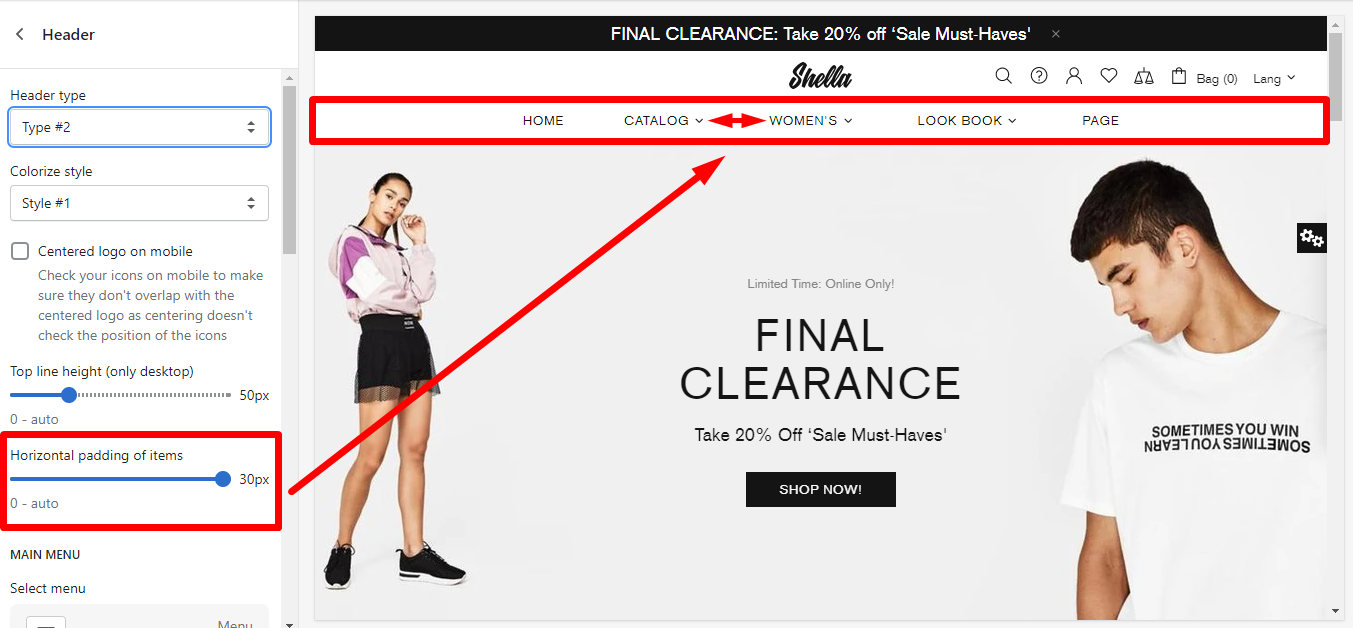 Header
Header type
Type #2
Colorize style
Style #1
Centered logo on mobile
Check your icons on mobile to make
sure they don't overlap with the
centered logo as centering doesn't
check the position of the icons
Top line height (only desktop)
50px
0 - auto
Horizontal padding of items
30px
0 - auto
MAIN MENU
Select menu
Menu
FINAL CLEARANCE: Take 20% off ‘Sale Must-Haves' ×
Shella
Bag (0) Lang
HOME CATALOG WOMEN'S LOOK BOOK PAGE
Limited Time: Online Only!
FINAL
CLEARANCE
Take 20% Off ‘Sale Must-Haves'
SHOP NOW!
SOMETIMES YOU WIN
SOMETIMES YOU LEARN